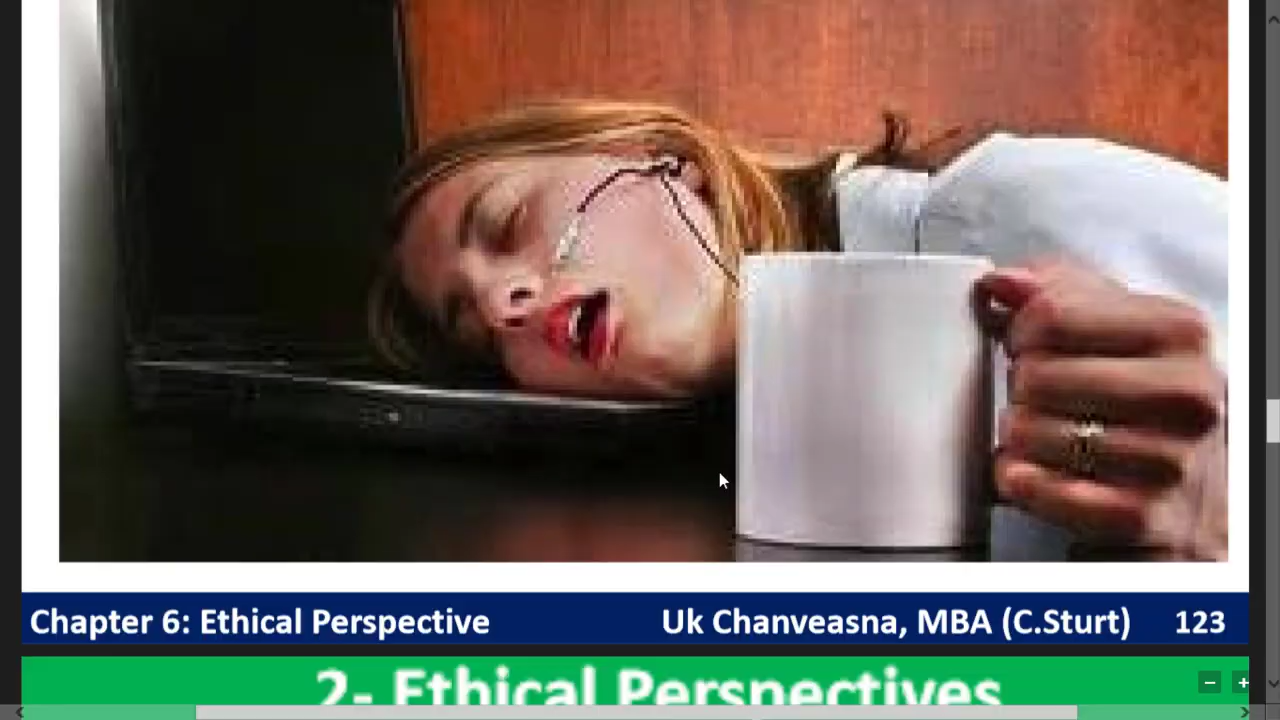 Chapter 6: Ethical Perspective Uk Chanveasna, MBA (C.Sturt) 123
2- Ethical Perspectives